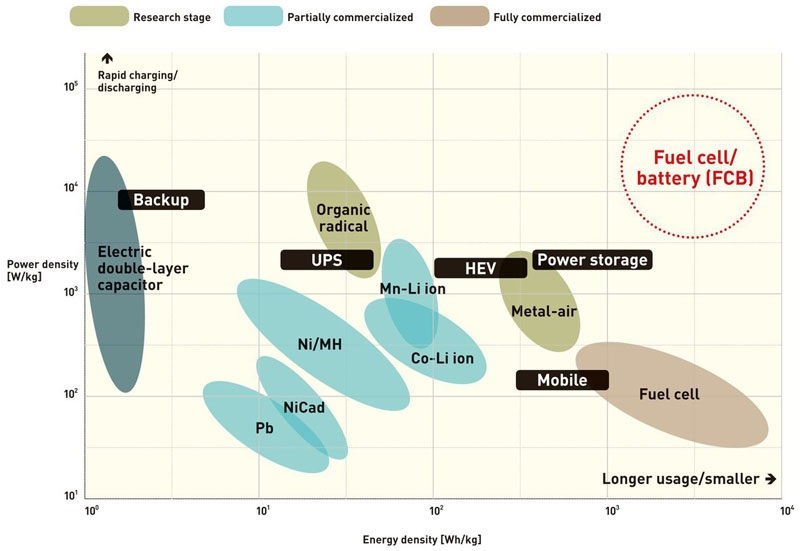 Research stage
Partially commercialized
Fully commercialized
10⁵
Rapid charging/
discharging
Fuel cell/
battery (FCB)
10⁴
Backup
Organic
radical
Electric
double-layer
capacitor
UPS
HEV
Power storage
Power density
[W/kg]
10³
Mn-Li ion
Metal-air
Ni/MH
Co-Li ion
10²
Mobile
Fuel cell
NiCad
Pb
Longer usage/smaller
10¹
10⁰
10¹
10²
10³
10⁴
Energy density [Wh/kg]